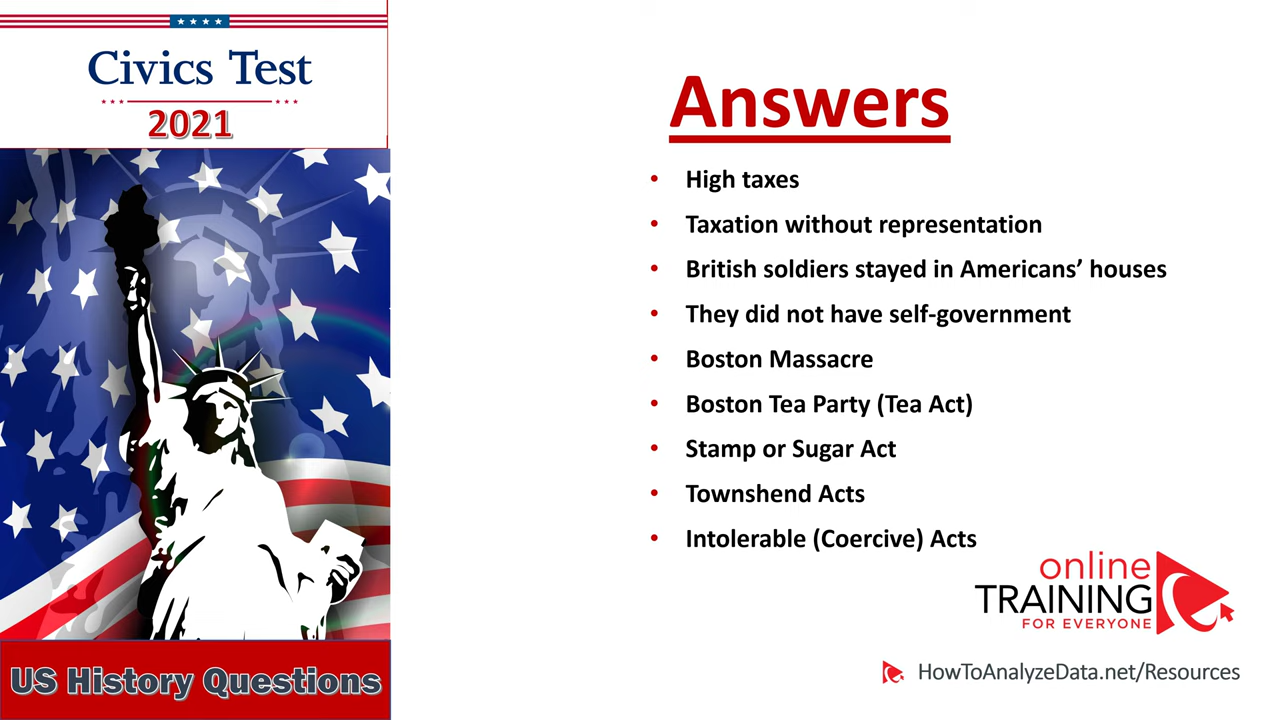 Civics Test
2021
US History Questions
Answers
• High taxes
• Taxation without representation
• British soldiers stayed in Americans’ houses
• They did not have self-government
• Boston Massacre
• Boston Tea Party (Tea Act)
• Stamp or Sugar Act
• Townshend Acts
• Intolerable (Coercive) Acts
online
TRAINING
FOR EVERYONE
HowToAnalyzeData.net/Resources